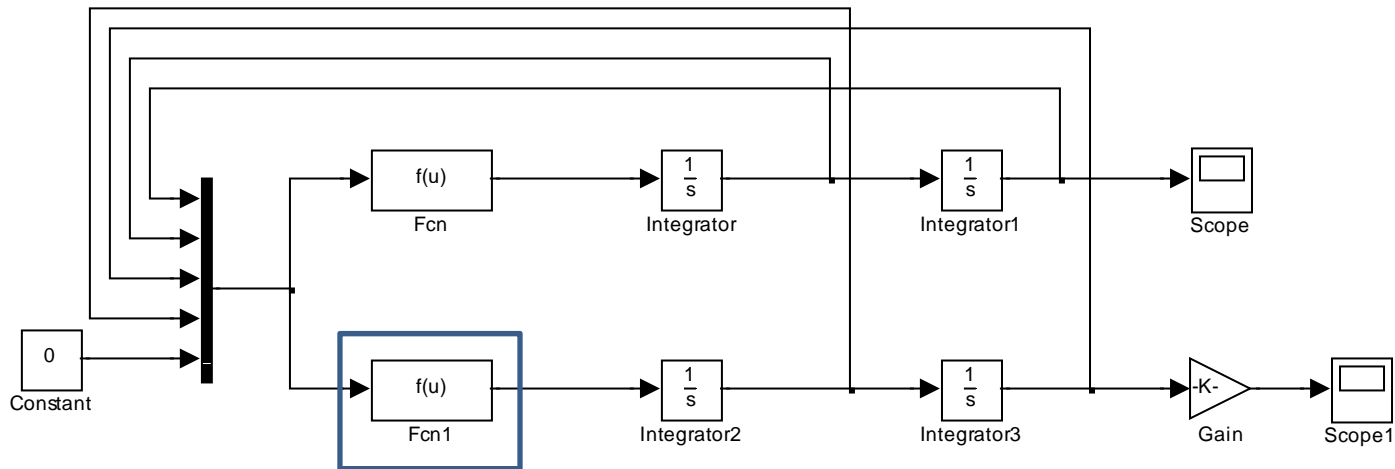 f(u)
Fcn
1
s
Integrator
1
s
Integrator1
Scope
0
Constant
f(u)
Fcn1
1
s
Integrator2
1
s
Integrator3
-K-
Gain
Scope1